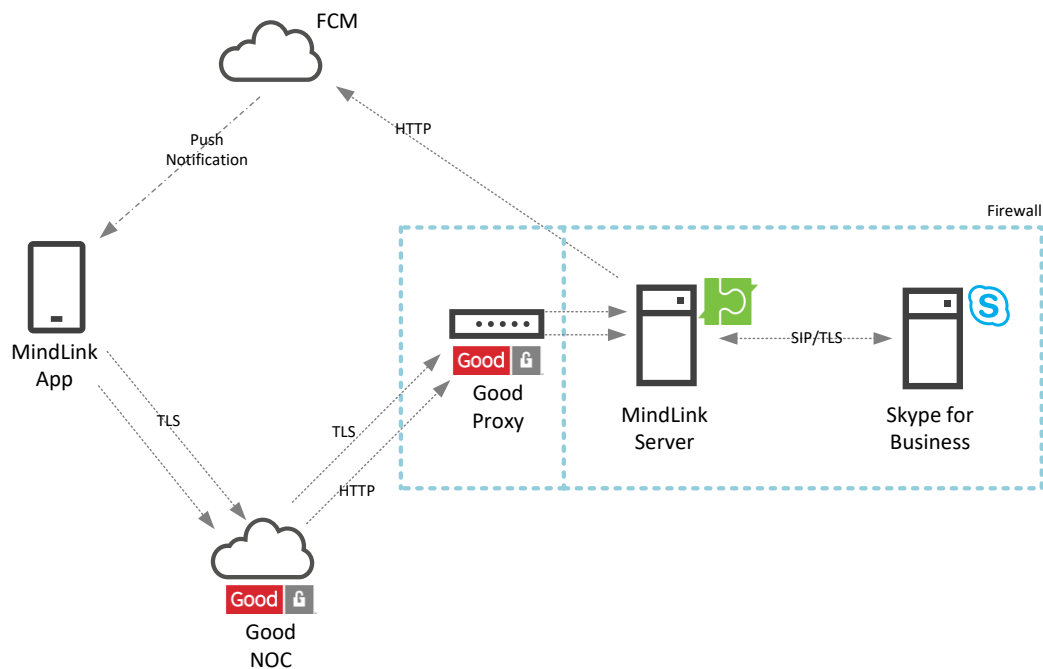 FCM
HTTP
Push
Notification
Firewall
MindLink
App
Good
Good
Proxy
SIP/TLS
MindLink
Server
S
Skype for
Business
TLS
TLS
HTTP
Good
Good
NOC